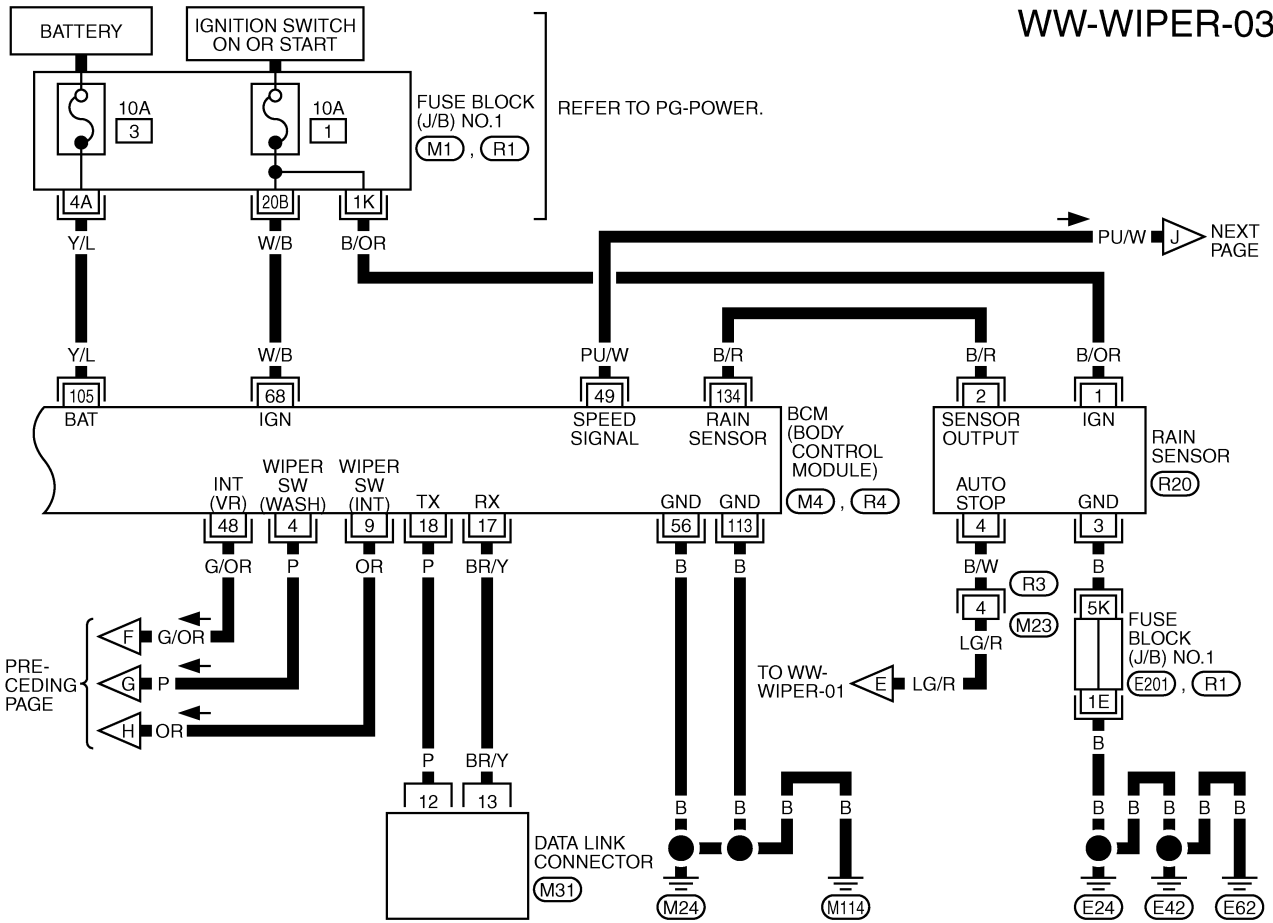 WW-WIPER-03
BATTERY
IGNITION SWITCH
ON OR START
10A
3
10A
1
FUSE BLOCK
(J/B) NO.1
M1 , R1
REFER TO PG-POWER.
4A
20B
1K
Y/L
W/B
B/OR
PU/W
J
NEXT
PAGE
Y/L
W/B
PU/W
B/R
B/R
B/OR
105
68
49
134
2
1
BAT
IGN
SPEED
SIGNAL
RAIN
SENSOR
BCM
(BODY
CONTROL
MODULE)
M4 , R4
SENSOR
OUTPUT
IGN
RAIN
SENSOR
R20
INT
(VR)
WIPER
SW
(WASH)
WIPER
SW
(INT)
TX
RX
GND
GND
AUTO
STOP
GND
48
4
9
18
17
56
113
4
3
G/OR
P
OR
P
BR/Y
B
B
B/W
B
R3
4
M23
5K
FUSE
BLOCK
(J/B) NO.1
E201 , R1
1E
LG/R
PRE-
CEDING
PAGE
F
G/OR
G
P
H
OR
TO WW-
WIPER-01
E
LG/R
B
P
BR/Y
12
13
DATA LINK
CONNECTOR
M31
B
B
B
B
B
B
B
B
B
M24
M114
E24
E42
E62